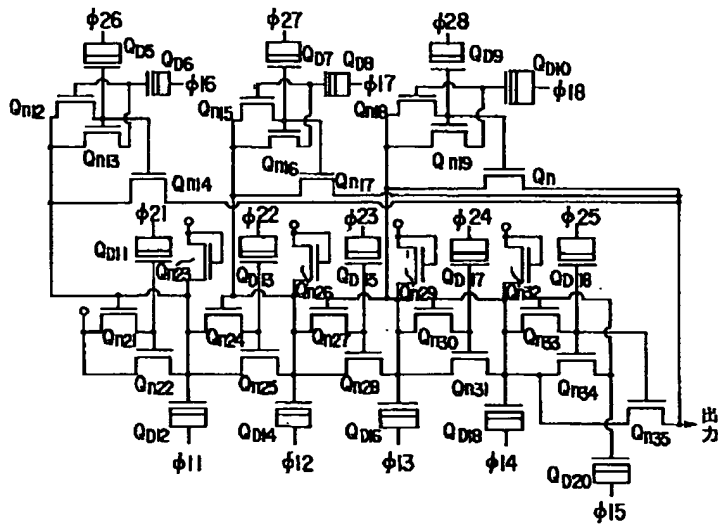 φ26 φ27 φ28
QD5 QD7 QD9
QD6 QD8 QD10
φ16 φ17 φ18
Qn12 Qn15 Qn18
Qn13 Qn16 Qn19
Qn14 Qn17 Qn
φ21 φ22 φ23 φ24 φ25
QD11 Qn23 QD13 Qn26 QD15 Qn29 QD17 Qn32 QD18
Qn21 Qn24 Qn27 Qn30 Qn33
Qn22 Qn25 Qn28 Qn31 Qn34
Qn35
出力
QD12 QD14 QD16 QD18
QD20
φ11 φ12 φ13 φ14
φ15